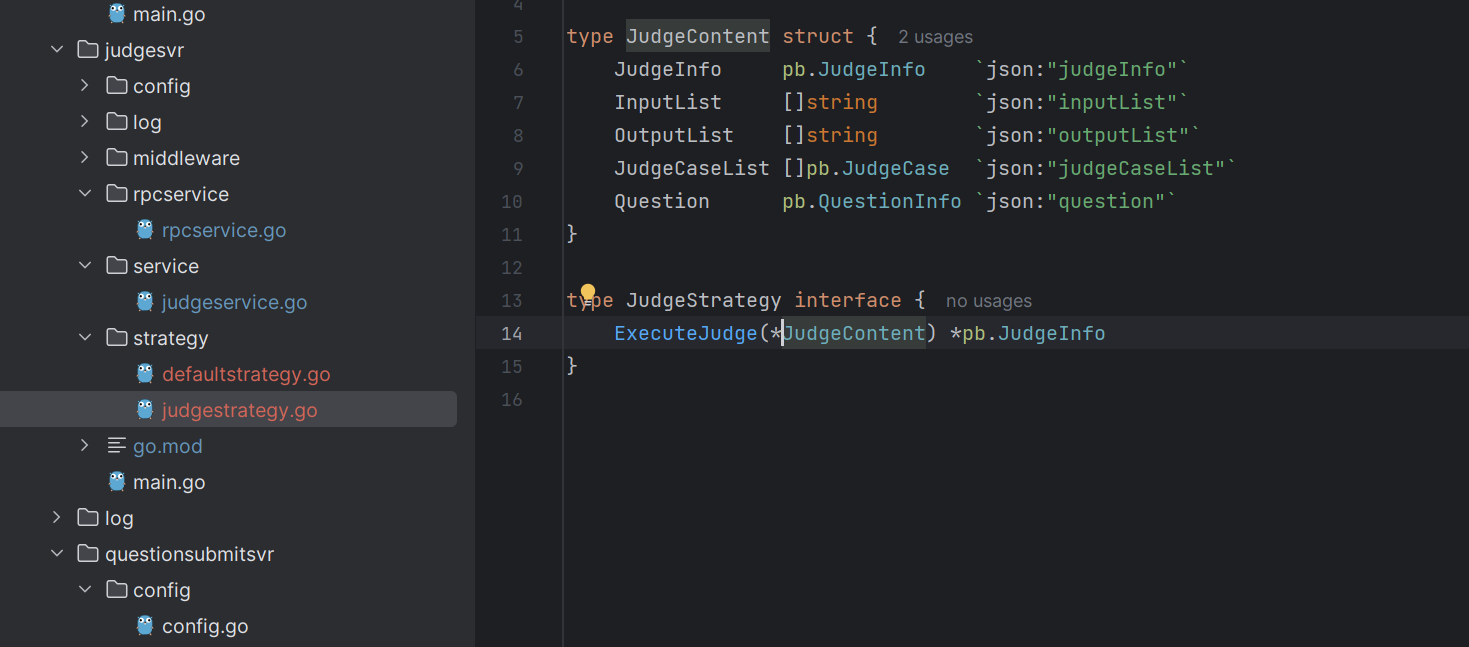 main.go
judgesvr
config
log
middleware
rpcservice
rpcservice.go
service
judgeservice.go
strategy
defaultstrategy.go
judgestrategy.go
go.mod
main.go
log
questionsubmitsvr
config
config.go
4
5 type JudgeContent struct { 2 usages
6 JudgeInfo pb.JudgeInfo `json:"judgeInfo"`
7 InputList []string `json:"inputList"`
8 OutputList []string `json:"outputList"`
9 JudgeCaseList []pb.JudgeCase `json:"judgeCaseList"`
10 Question pb.QuestionInfo `json:"question"`
11 }
12
13 type JudgeStrategy interface { no usages
14 ExecuteJudge(*JudgeContent) *pb.JudgeInfo
15 }
16